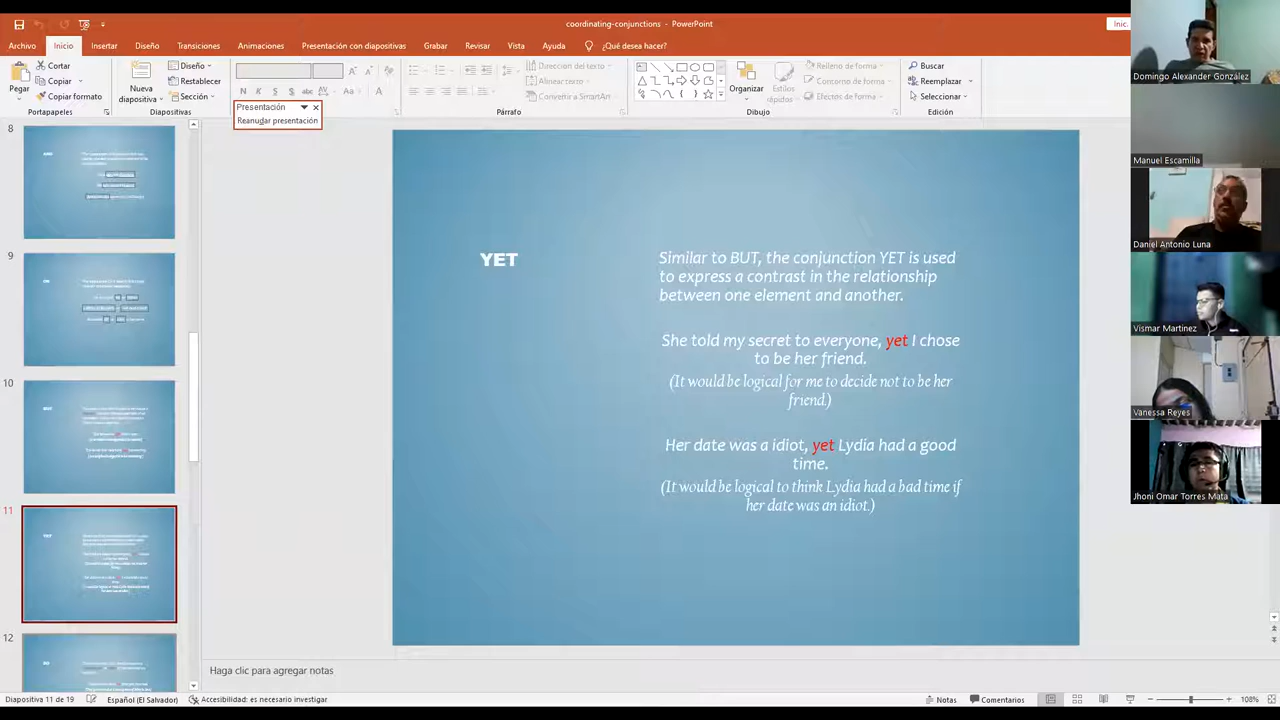 coordinating-conjunctions - PowerPoint
Inic.
Archivo Inicio Insertar Diseño Transiciones Animaciones Presentación con diapositivas Grabar Revisar Vista Ayuda ¿Qué desea hacer?
Pegar
Cortar
Copiar
Copiar formato
Portapapeles
Nueva
diapositiva
Diseño
Restablecer
Sección
Diapositivas
Presentación
Reanudar presentación
Dirección del texto
Alinear texto
Convertir a SmartArt
Párrafo
Organizar
Estilos
rápidos
Relleno de forma
Contorno de forma
Efectos de forma
Dibujo
Buscar
Reemplazar
Seleccionar
Edición
Domingo Alexander González
Manuel Escamilla
Daniel Antonio Luna
Vismar Martinez
Vanessa Reyes
Jhoni Omar Torres Mata
8
9
10
11
12
YET
Similar to BUT, the conjunction YET is used
to express a contrast in the relationship
between one element and another.
She told my secret to everyone, yet I chose
to be her friend.
(It would be logical for me to decide not to be her
friend.)
Her date was a idiot, yet Lydia had a good
time.
(It would be logical to think Lydia had a bad time if
her date was an idiot.)
Haga clic para agregar notas
Diapositiva 11 de 19 Español (El Salvador) Accesibilidad: es necesario investigar Notas Comentarios 108%